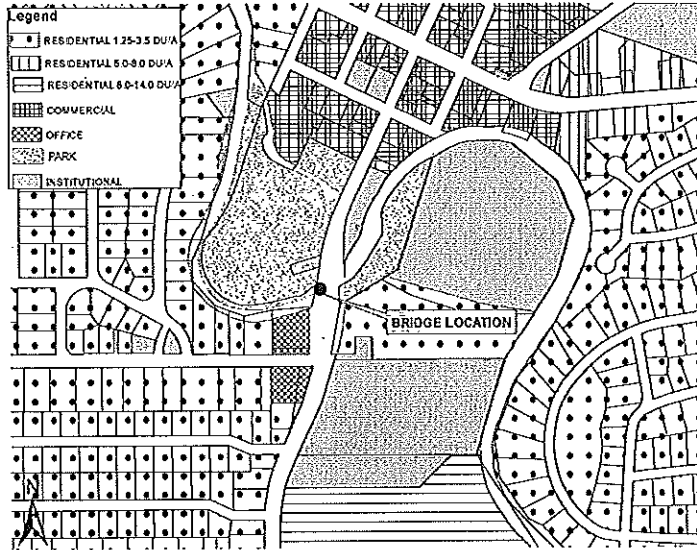 Legend
RESIDENTIAL 1.25-3.5 DU/A
RESIDENTIAL 5.0-8.0 DU/A
RESIDENTIAL 8.0-14.0 DU/A
COMMERCIAL
OFFICE
PARK
INSTITUTIONAL
BRIDGE LOCATION
N